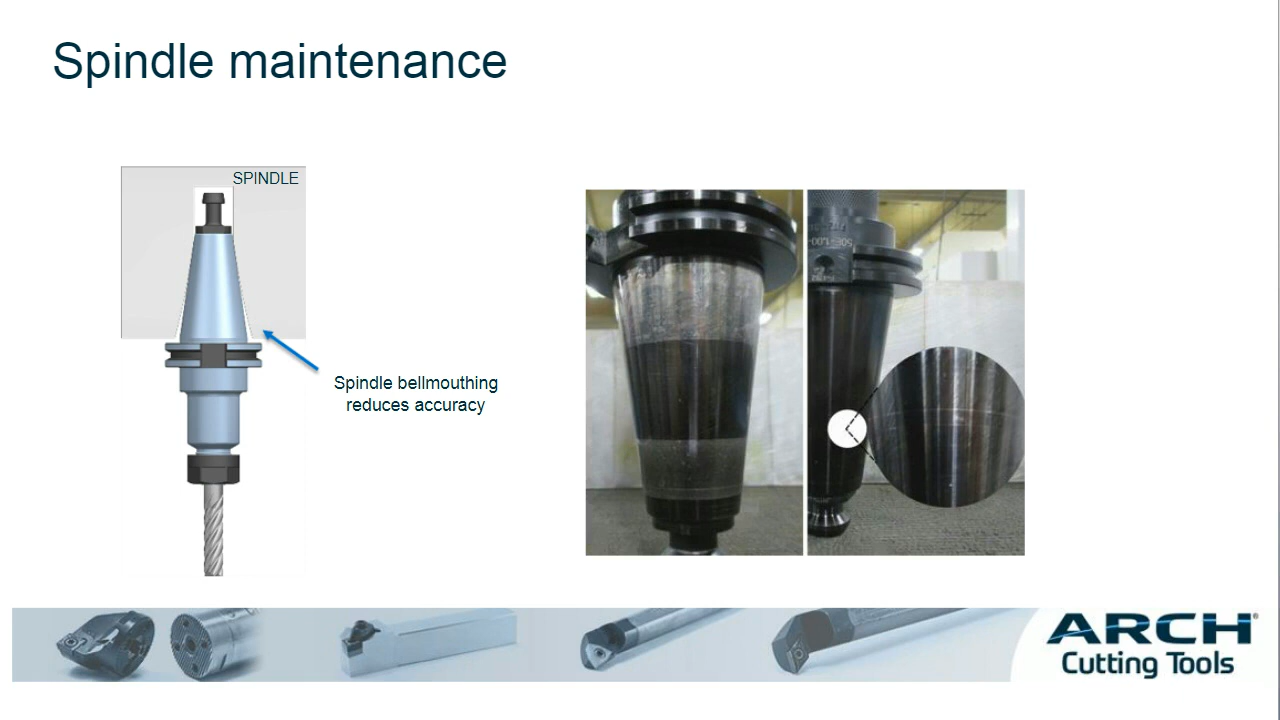 Spindle maintenance
SPINDLE
Spindle bellmouthing
reduces accuracy
ARCH®
Cutting Tools